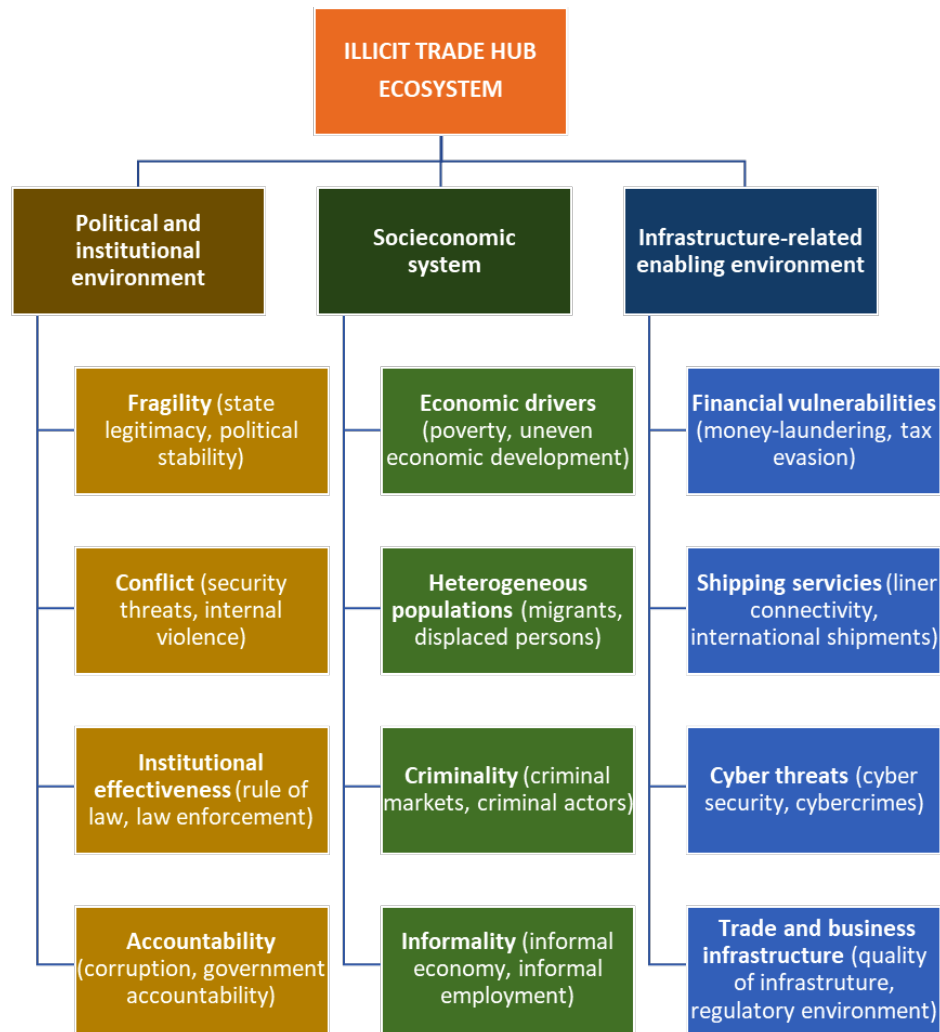 ILLICIT TRADE HUB
ECOSYSTEM
Political and
institutional
environment
Socieconomic
system
Infrastructure-related
enabling environment
Fragility (state
legitimacy, political
stability)
Economic drivers
(poverty, uneven
economic development)
Financial vulnerabilities
(money-laundering, tax
evasion)
Conflict (security
threats, internal
violence)
Heterogeneous
populations (migrants,
displaced persons)
Shipping servicies (liner
connectivity,
international shipments)
Institutional
effectiveness (rule of
law, law enforcement)
Criminality (criminal
markets, criminal actors)
Cyber threats (cyber
security, cybercrimes)
Accountability
(corruption, government
accountability)
Informality (informal
economy, informal
employment)
Trade and business
infrastructure (quality
of infrastruture,
regulatory environment)